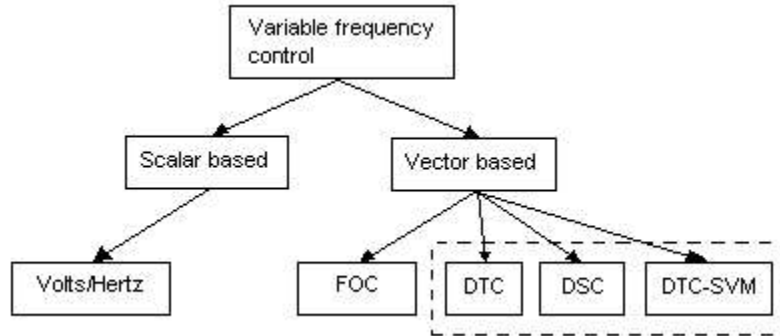 Variable frequency
control
Scalar based
Vector based
Volts/Hertz
FOC
DTC
DSC
DTC-SVM